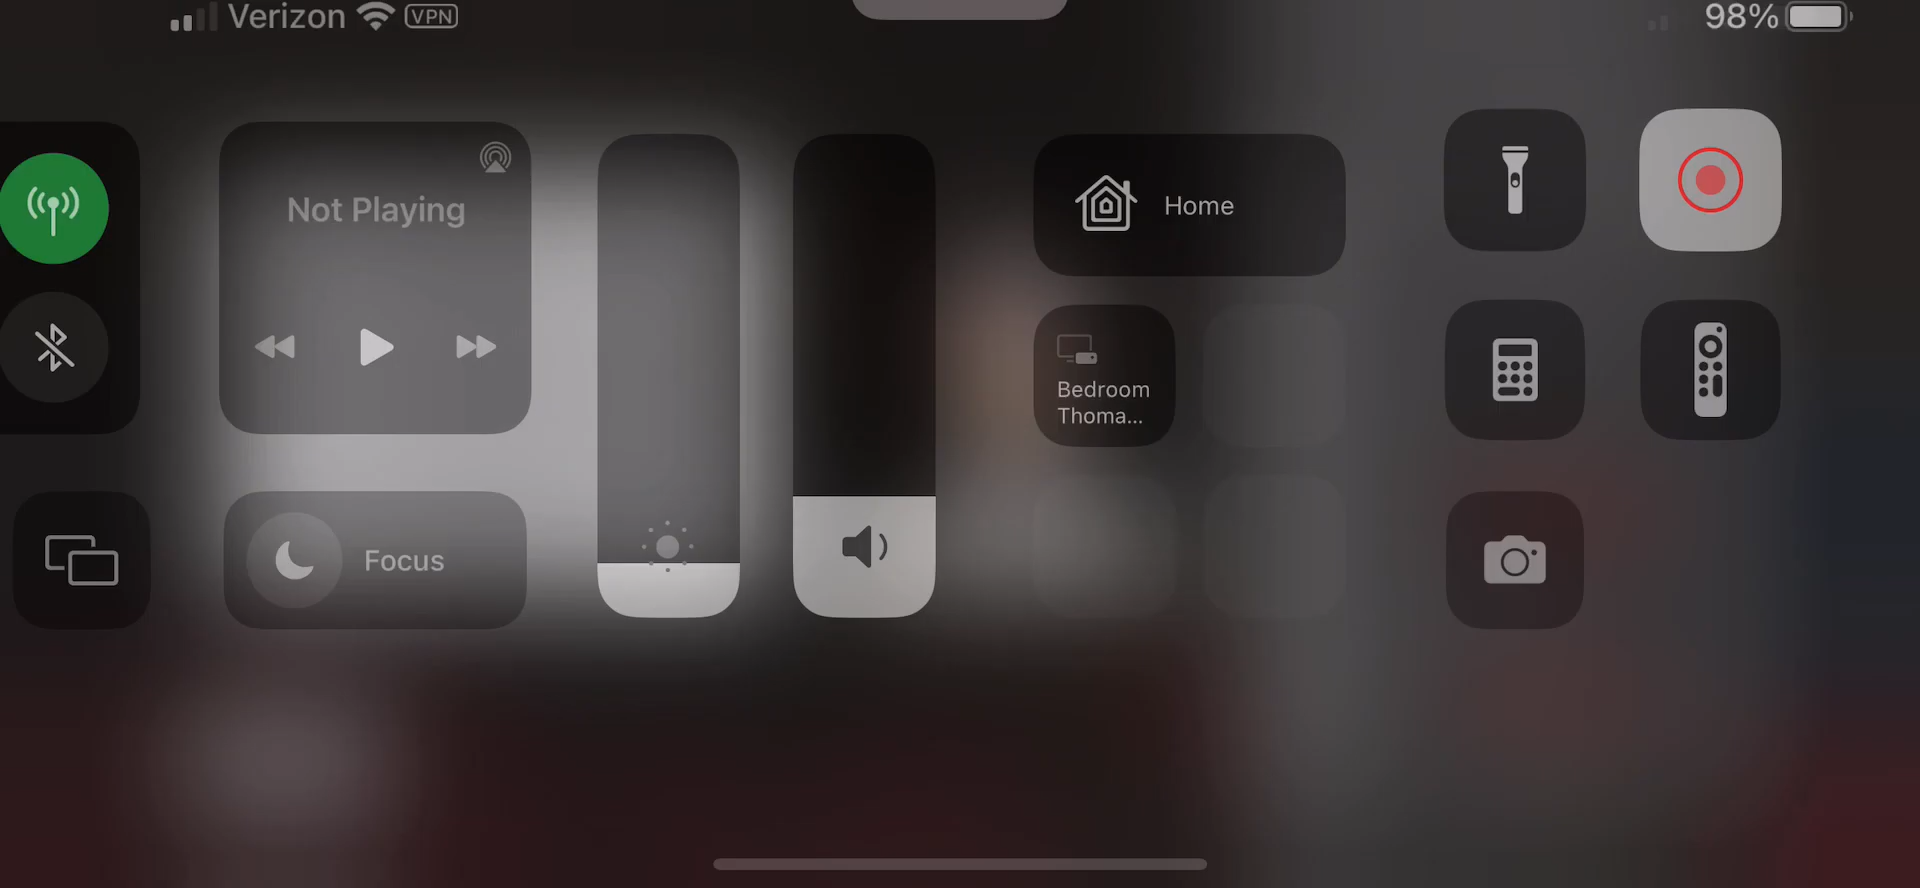 Verizon VPN
98%
Not Playing
Home
Bedroom
Thoma...
Focus